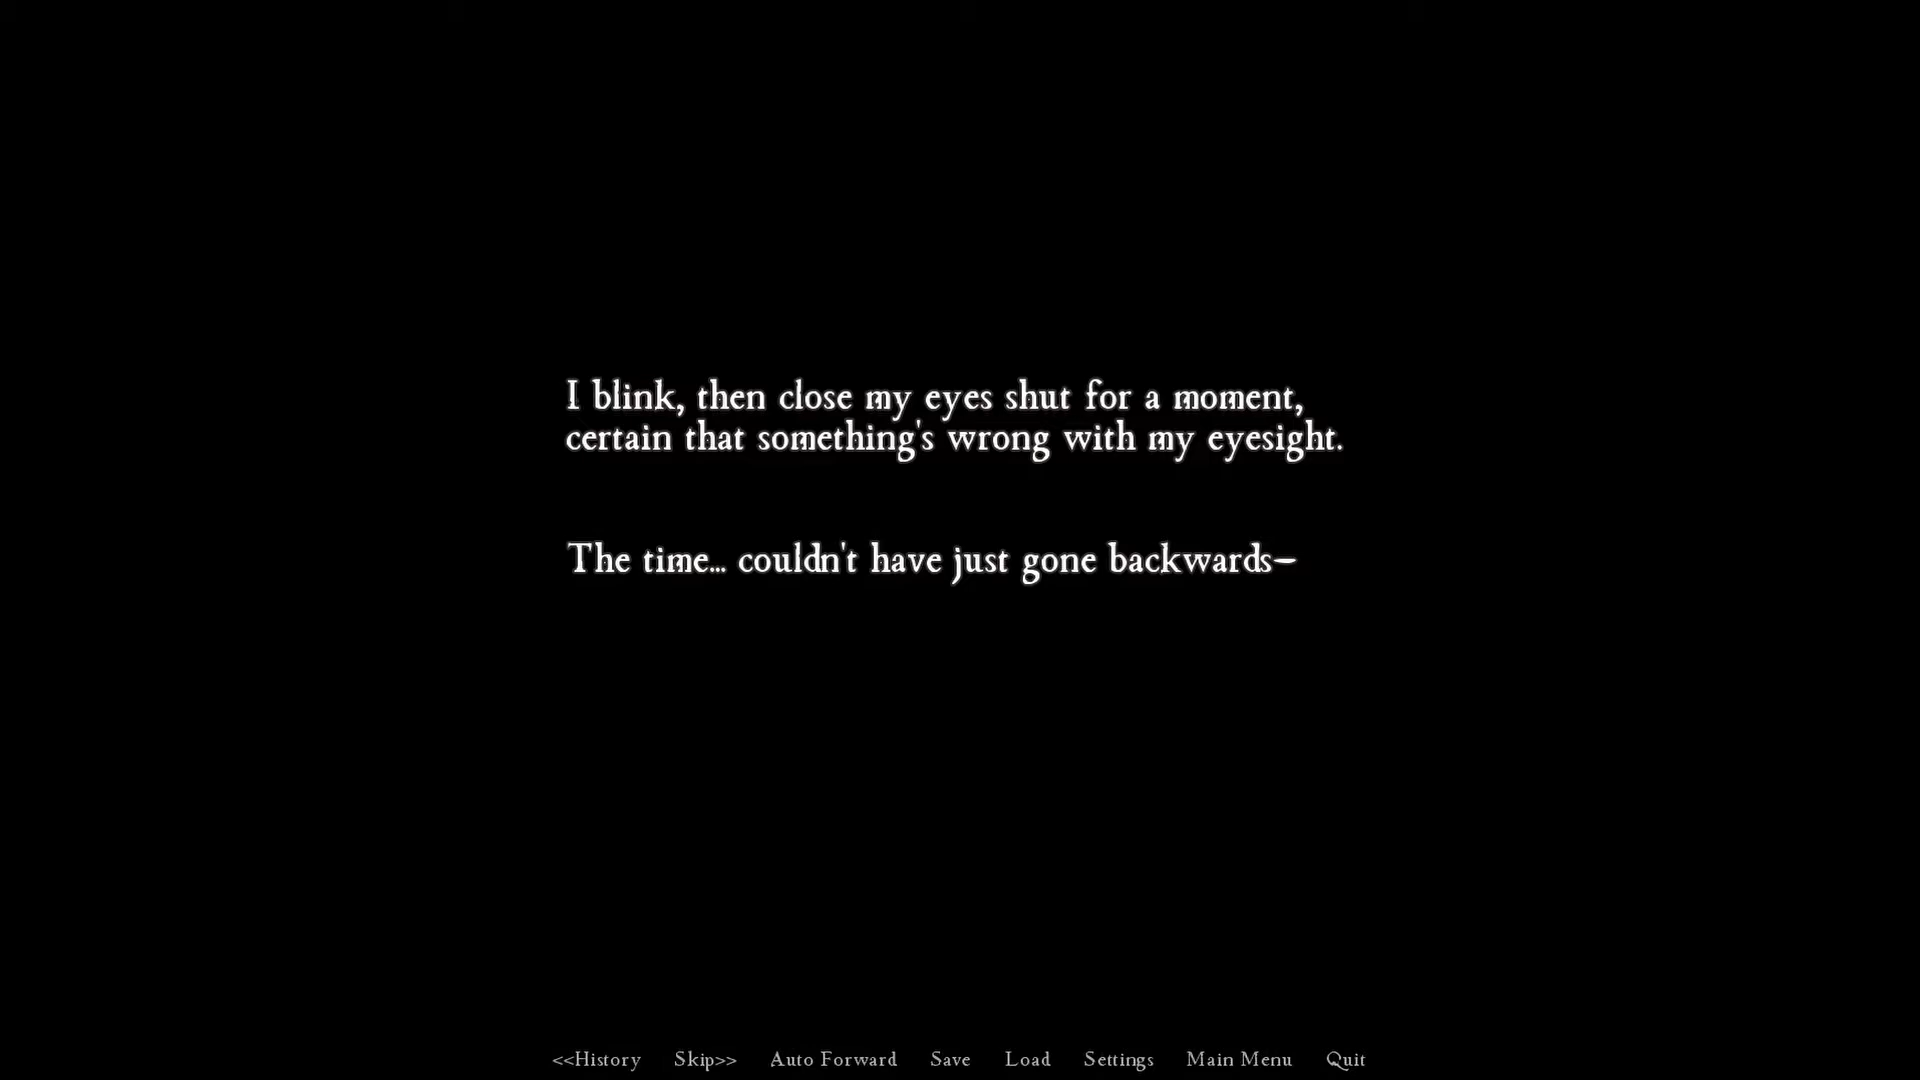 I blink, then close my eyes shut for a moment,
certain that something's wrong with my eyesight.
The time... couldn't have just gone backwards—
<<History Skip>> Auto Forward Save Load Settings Main Menu Quit